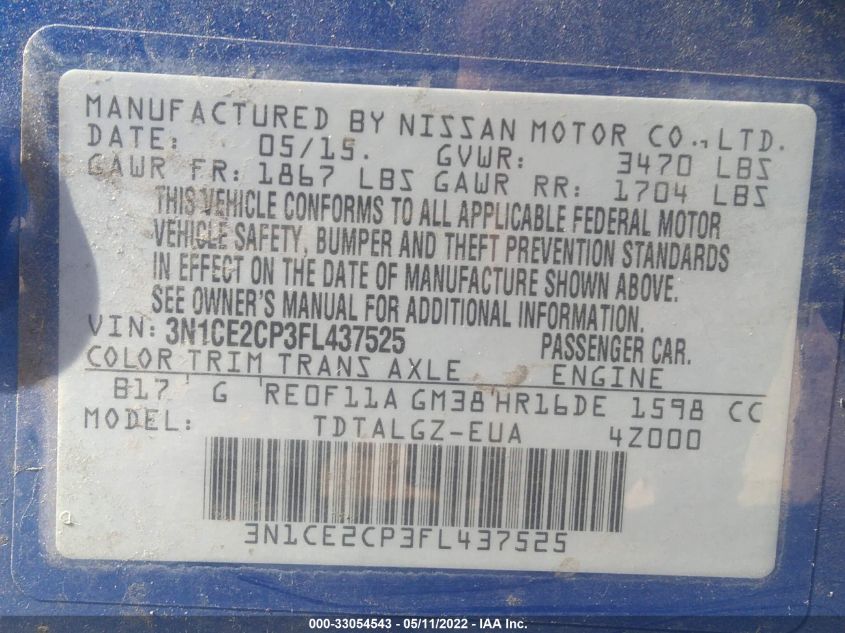 MANUFACTURED BY NISSAN MOTOR CO.,LTD.
DATE: 05/15. GVWR: 3470 LBS
GAWR FR: 1867 LBS GAWR RR: 1704 LBS
THIS VEHICLE CONFORMS TO ALL APPLICABLE FEDERAL MOTOR
VEHICLE SAFETY, BUMPER AND THEFT PREVENTION STANDARDS
IN EFFECT ON THE DATE OF MANUFACTURE SHOWN ABOVE.
SEE OWNER'S MANUAL FOR ADDITIONAL INFORMATION.
VIN: 3N1CE2CP3FL437525 PASSENGER CAR.
COLOR TRIM TRANS AXLE ENGINE
B17 G RE0F11A GM38 HR16DE 1598 CC
MODEL: TDTALGZ-EUA 4Z000
3N1CE2CP3FL437525
000-33054543 - 05/11/2022 - IAA Inc.